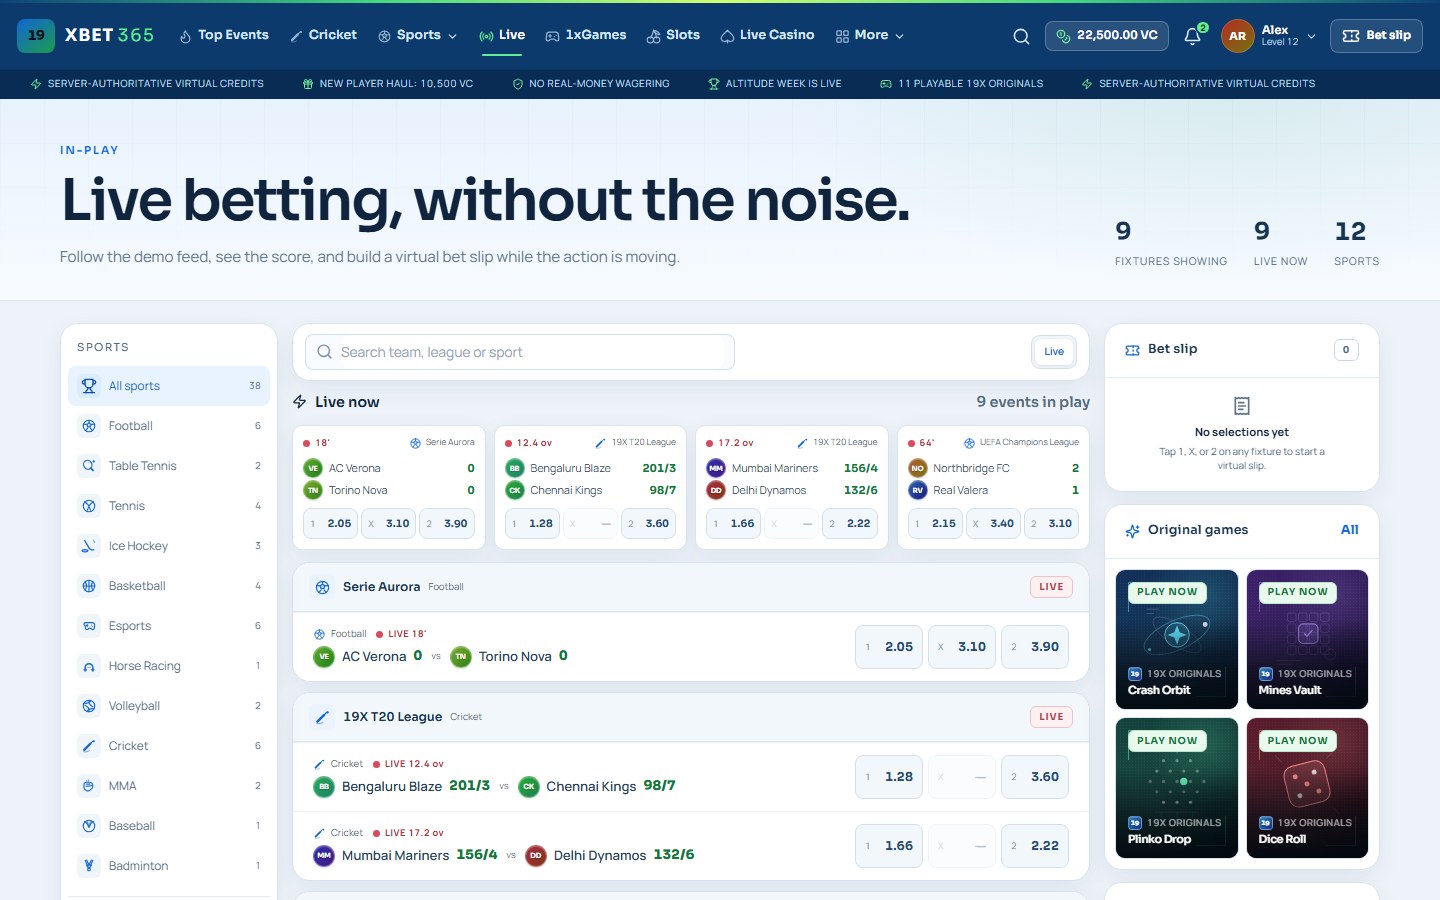 19 XBET 365 Top Events Cricket Sports Live 1xGames Slots Live Casino More 22,500.00 VC 2 AR Alex Level 12 Bet slip
SERVER-AUTHORITATIVE VIRTUAL CREDITS NEW PLAYER HAUL: 10,500 VC NO REAL-MONEY WAGERING ALTITUDE WEEK IS LIVE 11 PLAYABLE 19X ORIGINALS SERVER-AUTHORITATIVE VIRTUAL CREDITS
IN-PLAY
Live betting, without the noise.
Follow the demo feed, see the score, and build a virtual bet slip while the action is moving.
9 9 12
FIXTURES SHOWING LIVE NOW SPORTS
SPORTS
All sports 38
Football 6
Table Tennis 2
Tennis 4
Ice Hockey 3
Basketball 4
Esports 6
Horse Racing 1
Volleyball 2
Cricket 6
MMA 2
Baseball 1
Badminton 1
Search team, league or sport Live
Live now 9 events in play
18' Serie Aurora
VE AC Verona 0
TN Torino Nova 0
1 2.05 X 3.10 2 3.90
12.4 ov 19X T20 League
BB Bengaluru Blaze 201/3
CK Chennai Kings 98/7
1 1.28 X — 2 3.60
17.2 ov 19X T20 League
MM Mumbai Mariners 156/4
DD Delhi Dynamos 132/6
1 1.66 X — 2 2.22
64' UEFA Champions League
NO Northbridge FC 2
RV Real Valera 1
1 2.15 X 3.40 2 3.10
Serie Aurora Football LIVE
Football LIVE 18'
VE AC Verona 0 vs TN Torino Nova 0
1 2.05 X 3.10 2 3.90
19X T20 League Cricket LIVE
Cricket LIVE 12.4 ov
BB Bengaluru Blaze 201/3 vs CK Chennai Kings 98/7
1 1.28 X — 2 3.60
Cricket LIVE 17.2 ov
MM Mumbai Mariners 156/4 vs DD Delhi Dynamos 132/6
1 1.66 X — 2 2.22
Bet slip 0
No selections yet
Tap 1, X, or 2 on any fixture to start a
virtual slip.
Original games All
PLAY NOW
19 19X ORIGINALS
Crash Orbit
PLAY NOW
19 19X ORIGINALS
Mines Vault
PLAY NOW
19 19X ORIGINALS
Plinko Drop
PLAY NOW
19 19X ORIGINALS
Dice Roll